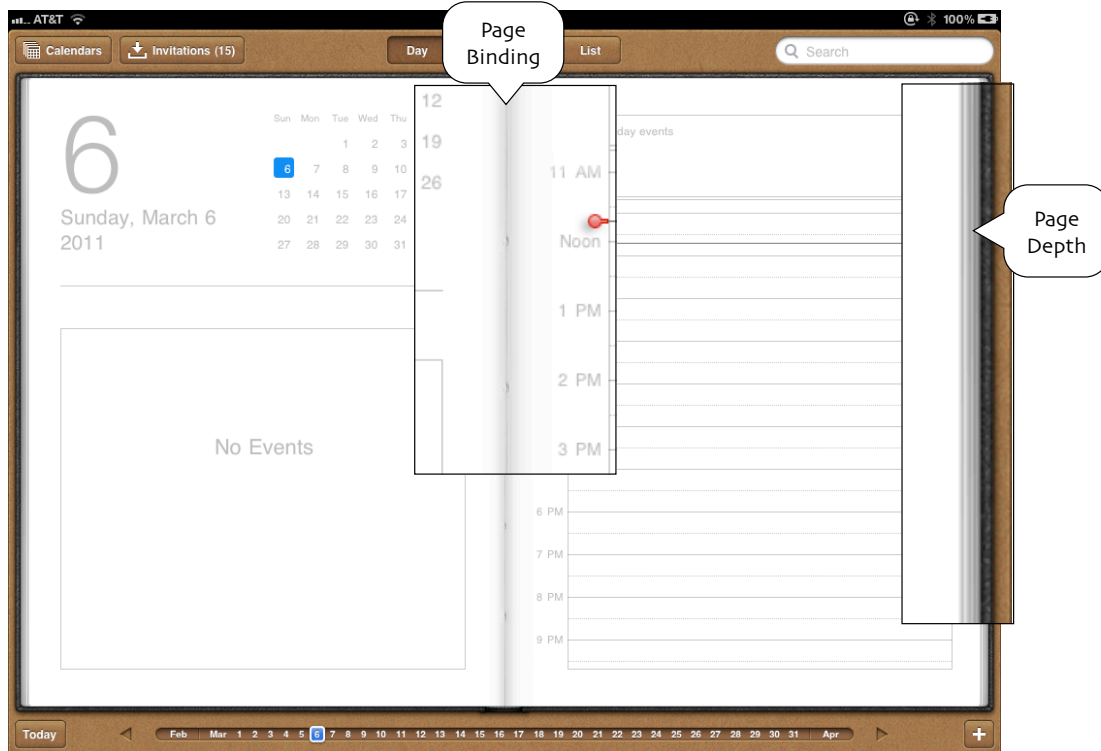 AT&T
100%
Page
Binding
Calendars
Invitations (15)
Day
List
Search
6
Sun Mon Tue Wed Thu
1 2 3
6 7 8 9 10
13 14 15 16 17
20 21 22 23 24
27 28 29 30 31
Sunday, March 6
2011
No Events
12
19
26
day events
11 AM
Noon
1 PM
2 PM
3 PM
6 PM
7 PM
8 PM
9 PM
Page
Depth
Today
Feb Mar 1 2 3 4 5 6 7 8 9 10 11 12 13 14 15 16 17 18 19 20 21 22 23 24 25 26 27 28 29 30 31 Apr
+